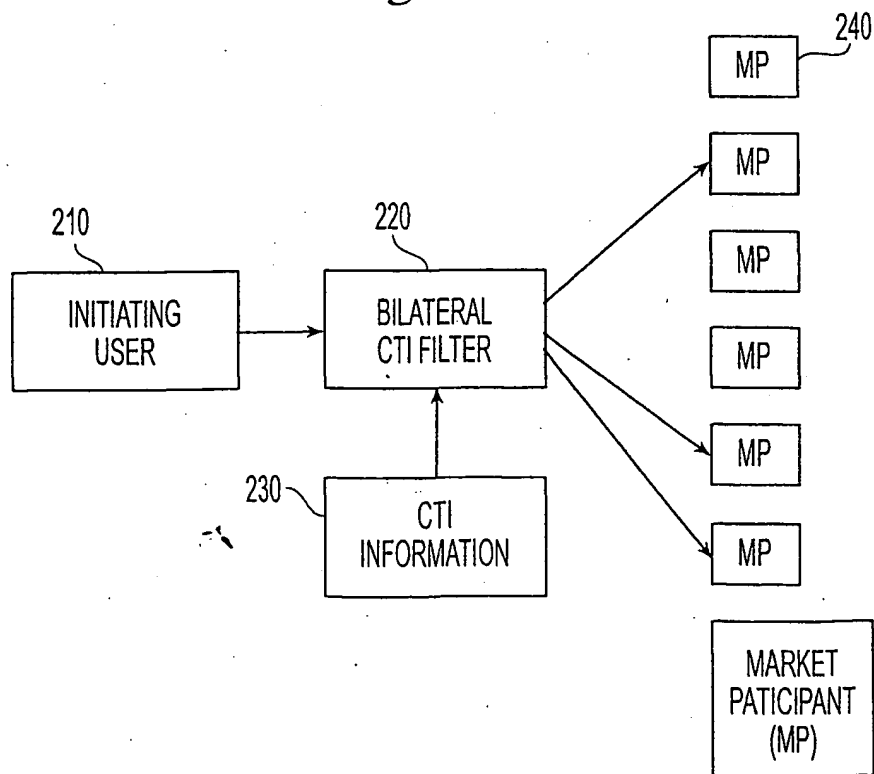 240
MP
MP
210
220
MP
INITIATING
USER
BILATERAL
CTI FILTER
MP
MP
230
CTI
INFORMATION
MP
MARKET
PATICIPANT
(MP)